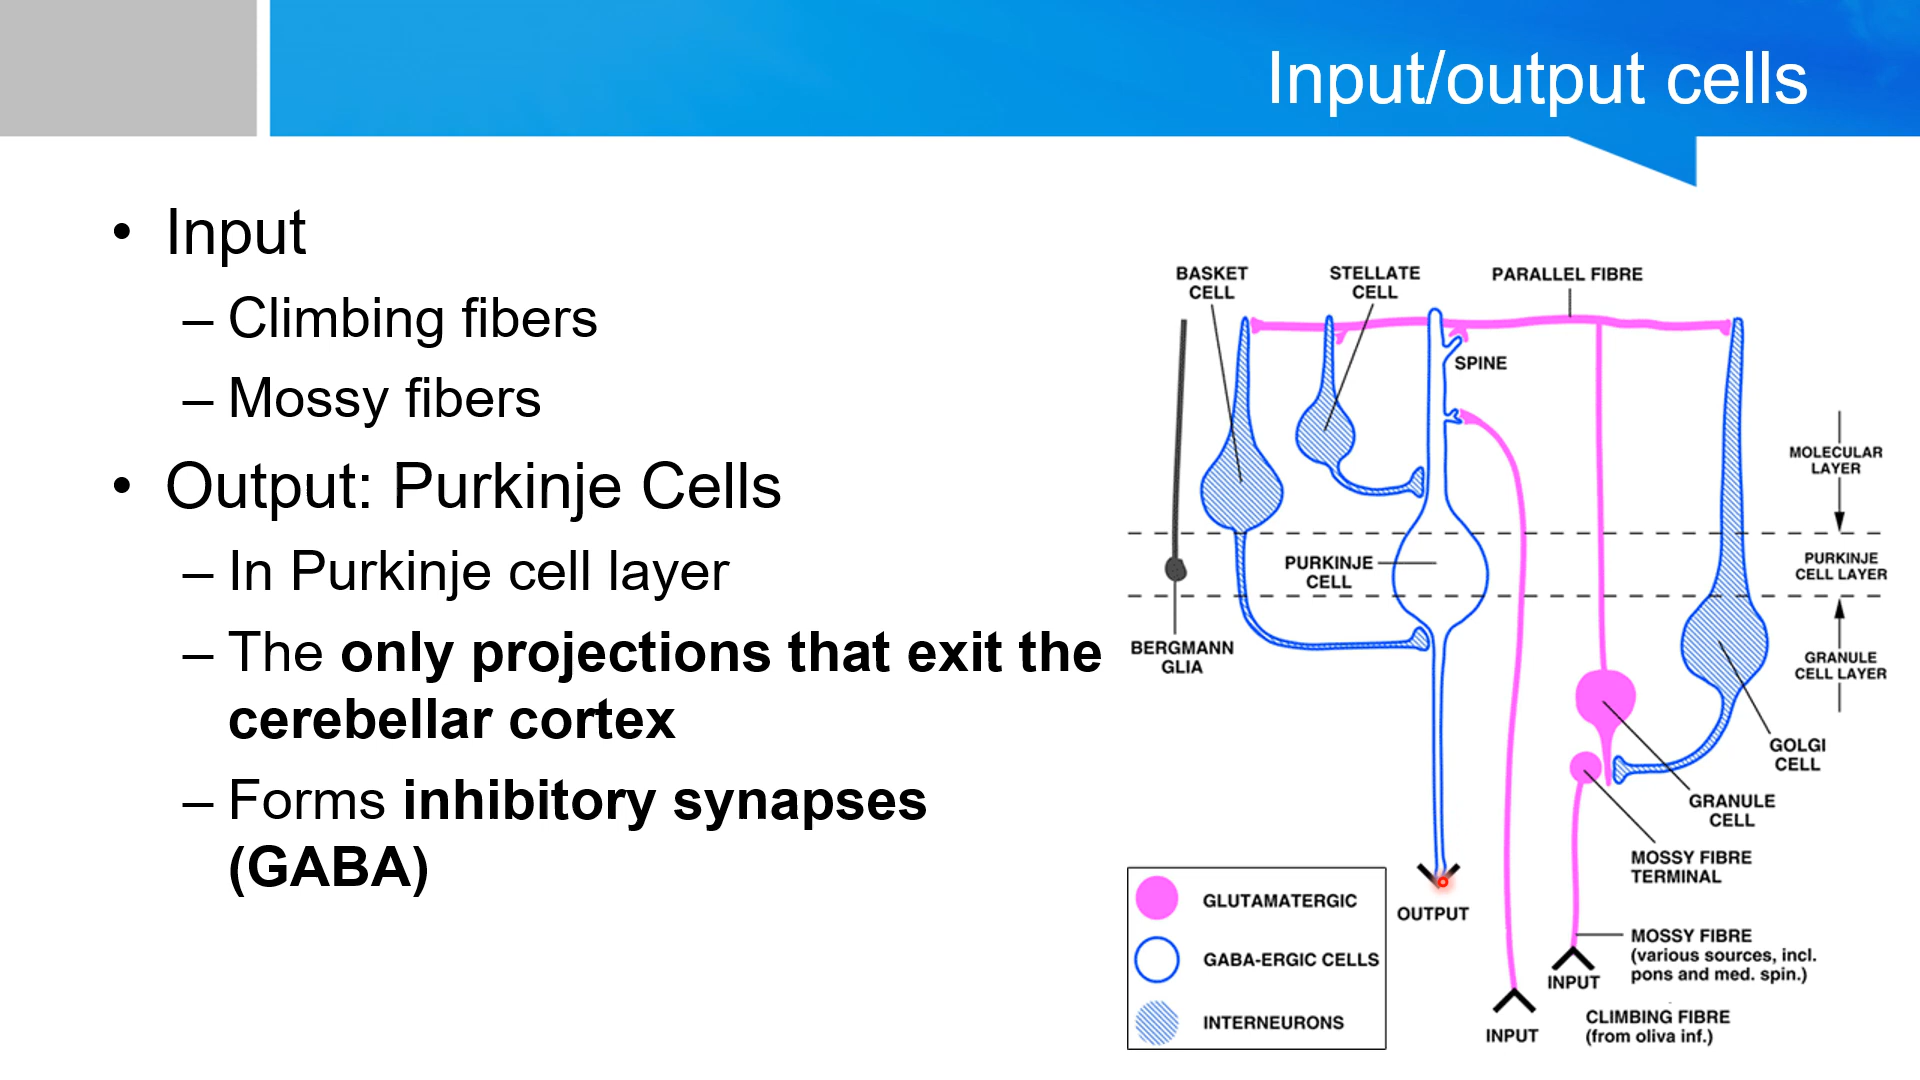 Input/output cells
• Input
– Climbing fibers
– Mossy fibers
• Output: Purkinje Cells
– In Purkinje cell layer
– The only projections that exit the
cerebellar cortex
– Forms inhibitory synapses
(GABA)
BASKET
CELL
STELLATE
CELL
PARALLEL FIBRE
SPINE
MOLECULAR
LAYER
PURKINJE
CELL
PURKINJE
CELL LAYER
BERGMANN
GLIA
GRANULE
CELL LAYER
GOLGI
CELL
GRANULE
CELL
MOSSY FIBRE
TERMINAL
OUTPUT
MOSSY FIBRE
(various sources, incl.
pons and med. spin.)
INPUT
CLIMBING FIBRE
(from oliva inf.)
INPUT
GLUTAMATERGIC
GABA-ERGIC CELLS
INTERNEURONS